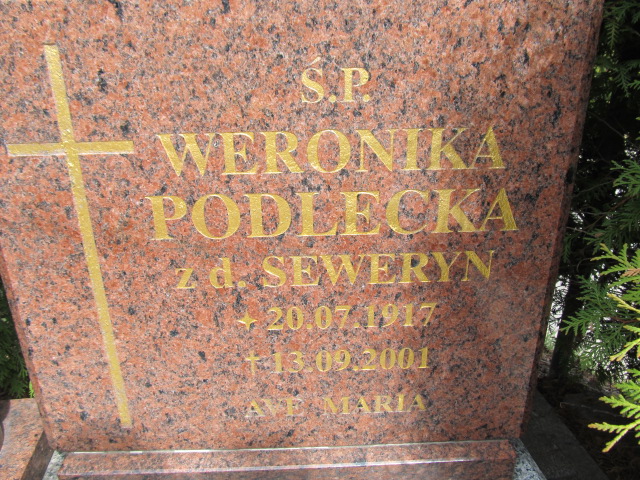 Ś.P.
WERONIKA
PODLECKA
z d. SEWERYN
✦ 20.07.1917
† 13.09.2001
AVE MARIA